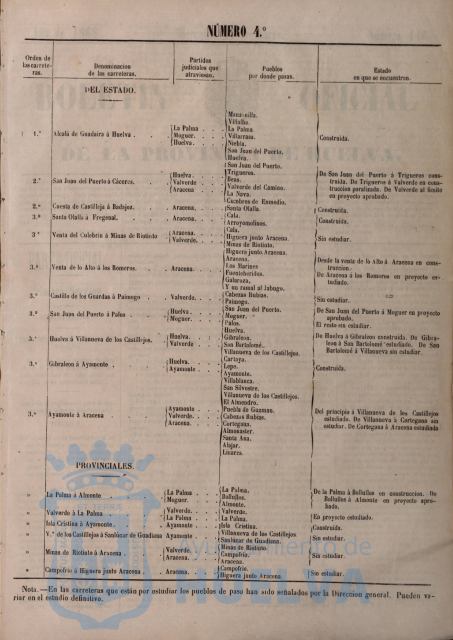 NÚMERO 4.°
Orden de las carreteras. Denominacion de las carreteras. Partidos judiciales que atraviesan. Pueblos por donde pasan. Estado en que se encuentran.
DEL ESTADO.
1.° Alcalá de Guadaira á Huelva . . La Palma . . . Moguer. . . . Huelva. . . . Manzanilla. Villalba. La Palma. Villarrasa. Niebla. San Juan del Puerto. Huelva. Construida.
2.° San Juan del Puerto á Cáceres. . Huelva. . . . Valverde . . . Aracena . . . San Juan del Puerto. Trigueros. Beas. Valverde del Camino. La Nava. Cumbres de Enmedio. De San Juan del Puerto á Trigueros construida. De Trigueros á Valverde en construccion paralizada. De Valverde al límite en proyecto aprobado.
2.° Cuesta de Castilleja á Badajoz. . Aracena. . . . Santa Olalla. Construida.
3.° Santa Olalla á Fregenal. . . Aracena. . . . Cala. Arroyomolinos. Construida.
3.° Venta del Culebrin á Minas de Riotinto Aracena . . . Valverde. . . . Cala. Higuera junto Aracena. Minas de Riotinto. Sin estudiar.
3.° Venta de lo Alto á los Romeros. . Aracena. . . . Higuera junto Aracena. Aracena. Los Marines Fuenteheridos. Galaroza, Y un ramal al Jabugo. Desde la venta de lo Alto á Aracena en construccion. De Aracena á los Romeros en proyecto estudiado.
3.° Castillo de los Guardas á Paimogo . Valverde. . . . Cabezas Rubias. Paimogo. Sin estudiar.
3.° San Juan del Puerto á Palos . . Huelva. . . . Moguer. . . . San Juan del Puerto. Moguer. Palos. De San Juan del Puerto á Moguer en proyecto aprobado. El resto sin estudiar.
3.° Huelva á Villanueva de los Castillejos. Huelva. . . . Valverde . . . Huelva. Gibraleon. San Bartolomé. Villanueva de los Castillejos. De Huelva á Gibraleon construida. De Gibraleon á San Bartolomé estudiada. De San Bartolomé á Villanueva sin estudiar.
3.° Gibraleon á Ayamonte . . Huelva. . . . Ayamonte . . . Cartaya. Lepe. Ayamonte. Construida.
3.° Ayamonte á Aracena . . Ayamonte . . . Valverde. . . . Aracena. . . . Villablanca. San Silvestre. Villanueva de los Castillejos. El Almendro. Puebla de Guzman. Cabezas Rubias. Cortegana. Almonaster. Santa Ana. Alajar. Linares. Del principio á Villanueva de los Castillejos estudiada. De Villanueva á Cortegana sin estudiar. De Cortegana á Aracena estudiada
PROVINCIALES.
» La Palma á Almonte . . La Palma . . . Moguer. . . . La Palma. Bollullos. Almonte. De la Palma á Bollullos en construccion. De Bollullos á Almonte en proyecto aprobado.
» Valverde á La Palma . . Valverde. . . . La Palma . . . Valverde. La Palma. En proyecto estudiado.
» Isla Cristina á Ayamonte. . Ayamonte . . . Isla Cristina. Construida.
» V.ª de los Castillejos á Sanlúcar de Guadiana Ayamonte . . . Villanueva de los Castillejos Sanlúcar de Guadiana. Sin estudiar.
» Minas de Riotinto á Aracena . . Valverde. . . . Aracena. . . . Minas de Riotinto Campofrio. Aracena. Sin estudiar.
» Campofrio á Higuera junto Aracena . Aracena. . . . Campofrio. Higuera junto Aracena Sin estudiar.
Nota.—En las carreteras que están por estudiar los pueblos de paso han sido señalados por la Direccion general. Pueden variar en el estudio definitivo.
Ayuntamiento de
HUELVA